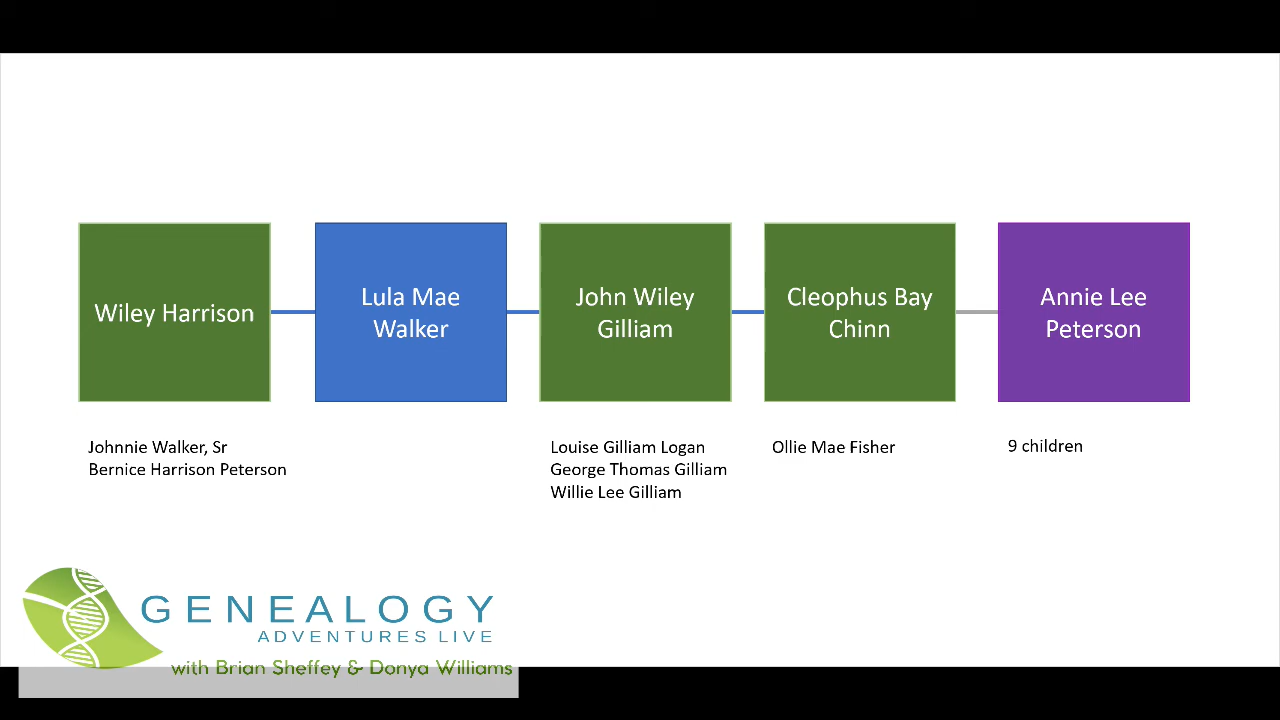 Wiley Harrison
Lula Mae
Walker
John Wiley
Gilliam
Cleophus Bay
Chinn
Annie Lee
Peterson
Johnnie Walker, Sr
Bernice Harrison Peterson
Louise Gilliam Logan
George Thomas Gilliam
Willie Lee Gilliam
Ollie Mae Fisher
9 children
GENEALOGY
ADVENTURES LIVE
with Brian Sheffey & Donya Williams